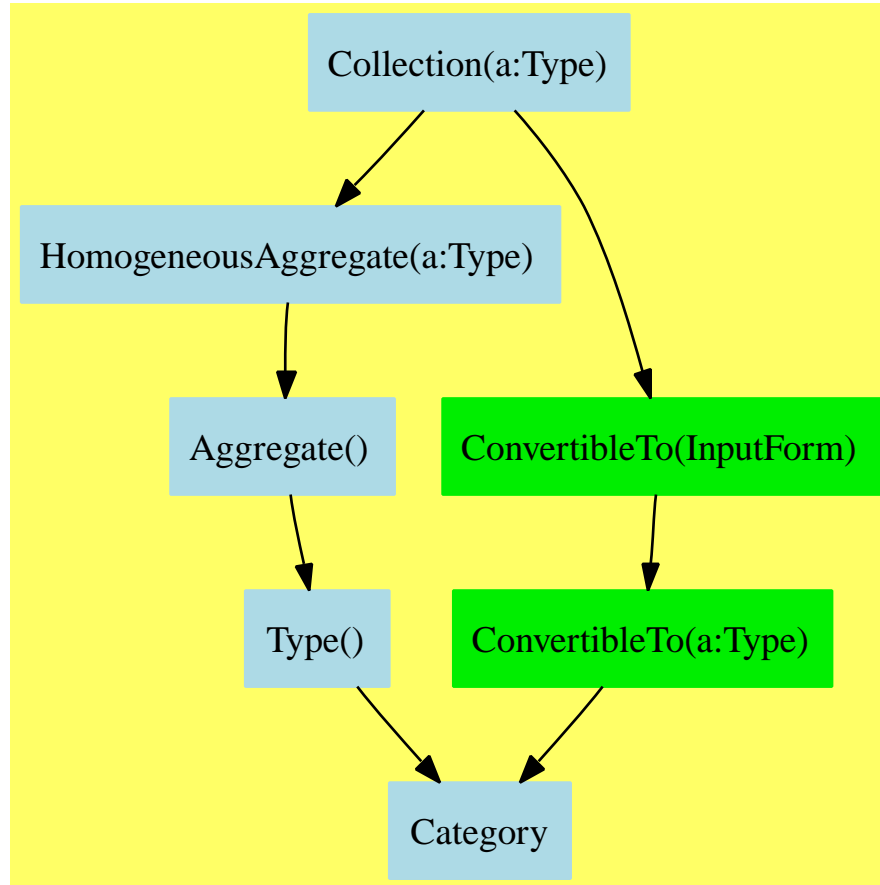 Collection(a:Type)
HomogeneousAggregate(a:Type)
Aggregate()
ConvertibleTo(InputForm)
Type()
ConvertibleTo(a:Type)
Category